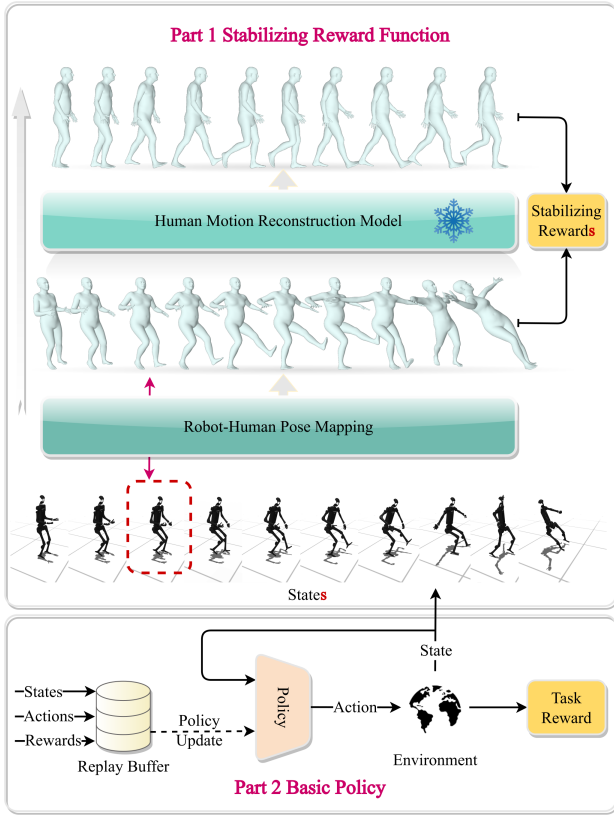 Part 1 Stabilizing Reward Function
Human Motion Reconstruction Model
Stabilizing
Rewards
Robot-Human Pose Mapping
States
State
States
Actions
Rewards
Replay Buffer
Policy
Update
Policy
Action
Environment
Task
Reward
Part 2 Basic Policy